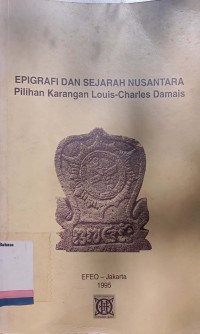 EPIGRAFI DAN SEJARAH NUSANTARA
Pilihan Karangan Louis-Charles Damais
EFEO – Jakarta
1995